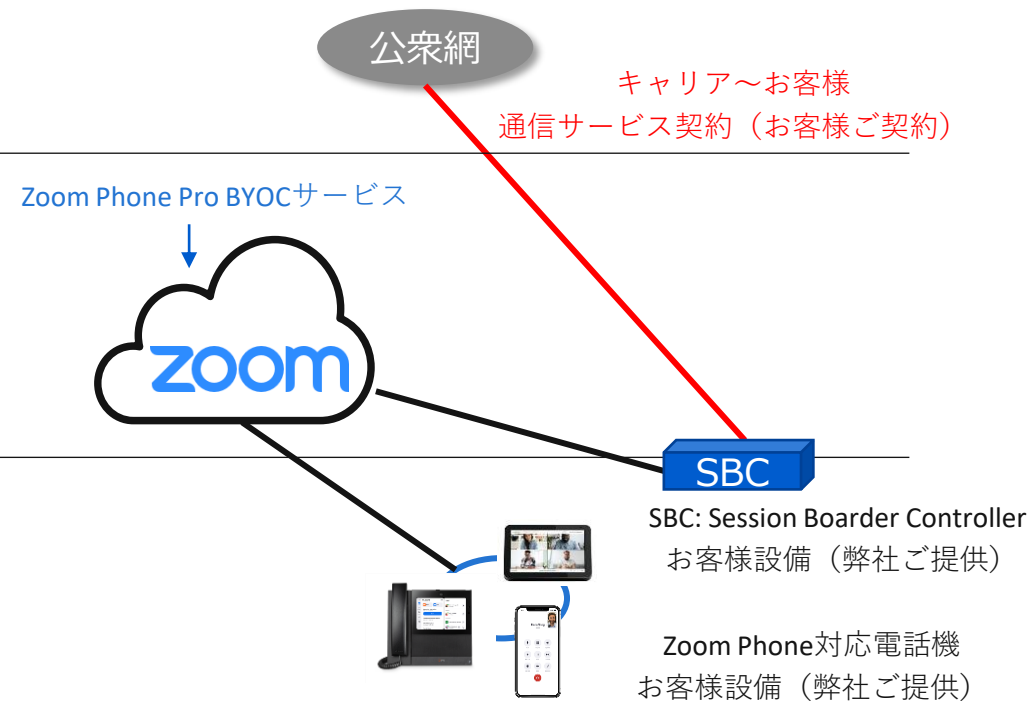 公衆網
キャリア～お客様
通信サービス契約（お客様ご契約）
Zoom Phone Pro BYOCサービス
zoom
SBC
SBC: Session Boarder Controller
お客様設備（弊社ご提供）
Zoom Phone対応電話機
お客様設備（弊社ご提供）